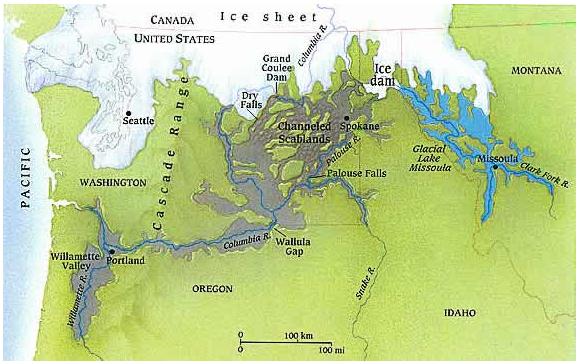 CANADA
Ice sheet
UNITED STATES
Columbia R.
Grand
Coulee
Dam
Ice
dam
MONTANA
Dry
Falls
Seattle
Cascade Range
Channeled
Scablands
Spokane
Palouse R.
Glacial
Lake
Missoula
Missoula
Clark Fork R.
PACIFIC
WASHINGTON
Palouse Falls
Columbia R.
Wallula
Gap
Willamette
Valley
Portland
Willamette R.
Snake R.
OREGON
IDAHO
0 100 km
0 100 mi